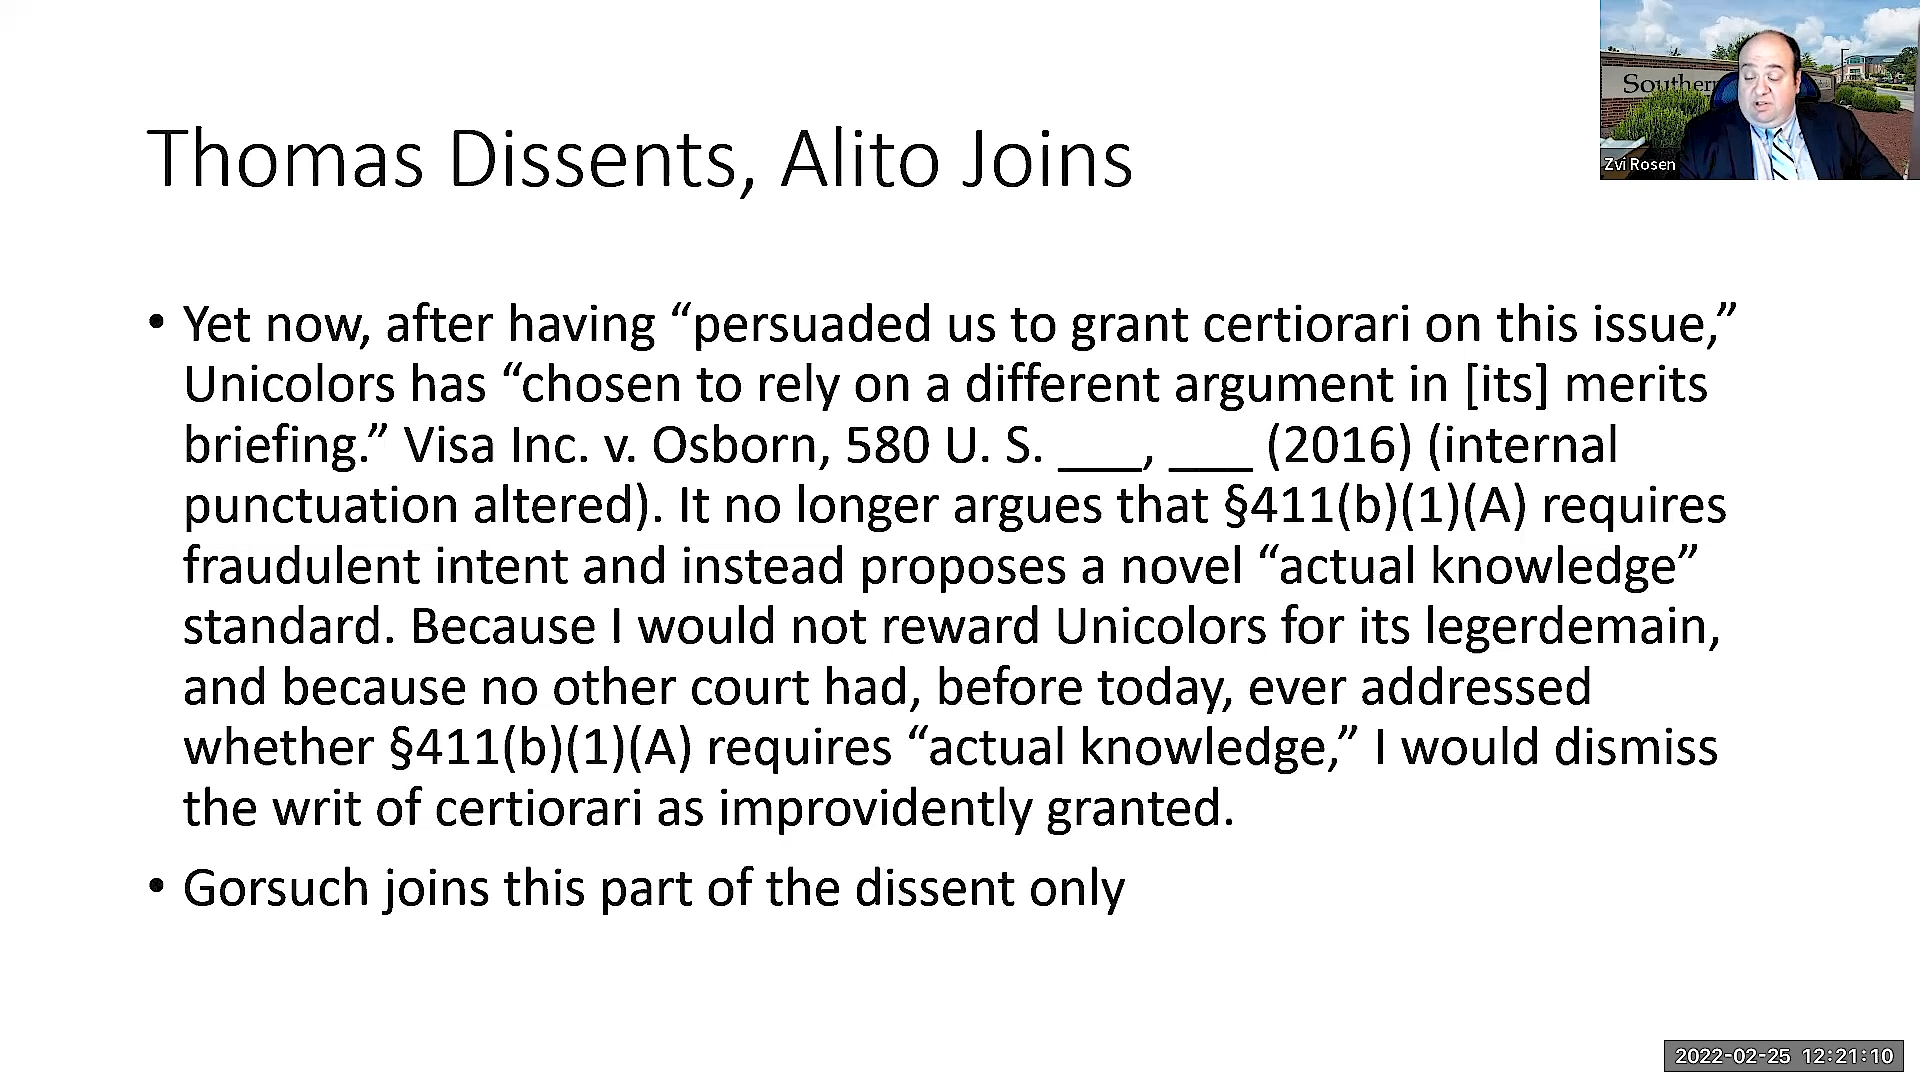 Southern
Zvi Rosen
Thomas Dissents, Alito Joins
• Yet now, after having “persuaded us to grant certiorari on this issue,”
Unicolors has “chosen to rely on a different argument in [its] merits
briefing.” Visa Inc. v. Osborn, 580 U. S. ___, ___ (2016) (internal
punctuation altered). It no longer argues that §411(b)(1)(A) requires
fraudulent intent and instead proposes a novel “actual knowledge”
standard. Because I would not reward Unicolors for its legerdemain,
and because no other court had, before today, ever addressed
whether §411(b)(1)(A) requires “actual knowledge,” I would dismiss
the writ of certiorari as improvidently granted.
• Gorsuch joins this part of the dissent only
2022-02-25 12:21:10